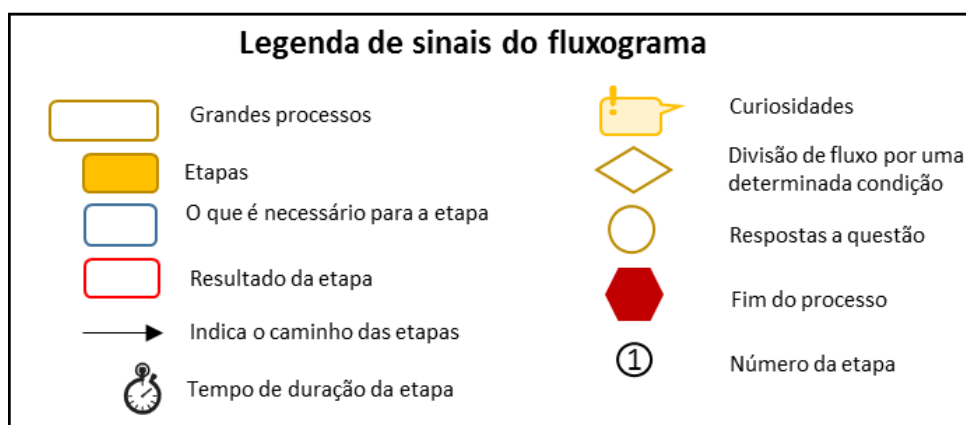 Legenda de sinais do fluxograma
Grandes processos
Etapas
O que é necessário para a etapa
Resultado da etapa
Indica o caminho das etapas
Tempo de duração da etapa
!
Curiosidades
Divisão de fluxo por uma
determinada condição
Respostas a questão
Fim do processo
1
Número da etapa